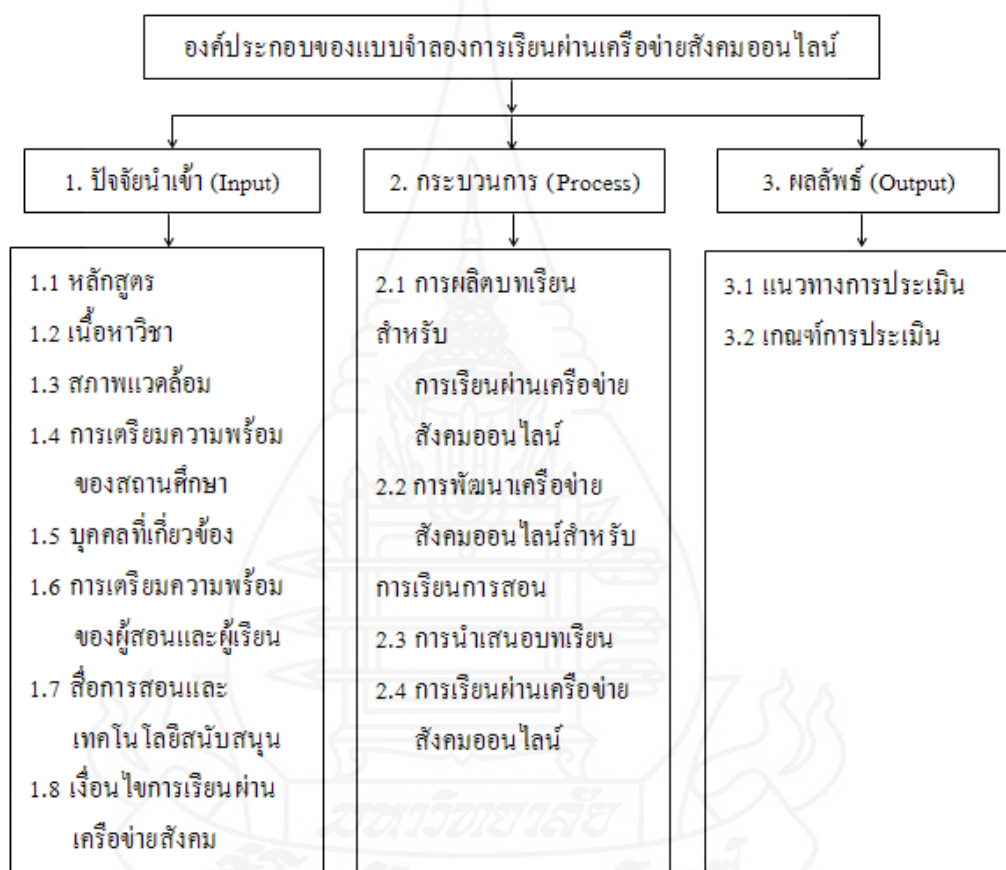 องค์ประกอบของแบบจำลองการเรียนผ่านเครือข่ายสังคมออนไลน์
1. ปัจจัยนำเข้า (Input)
2. กระบวนการ (Process)
3. ผลลัพธ์ (Output)
1.1 หลักสูตร
1.2 เนื้อหาวิชา
1.3 สภาพแวดล้อม
1.4 การเตรียมความพร้อม
ของสถานศึกษา
1.5 บุคคลที่เกี่ยวข้อง
1.6 การเตรียมความพร้อม
ของผู้สอนและผู้เรียน
1.7 สื่อการสอนและ
เทคโนโลยีสนับสนุน
1.8 เงื่อนไขการเรียนผ่าน
เครือข่ายสังคม
2.1 การผลิตบทเรียน
สำหรับ
การเรียนผ่านเครือข่าย
สังคมออนไลน์
2.2 การพัฒนาเครือข่าย
สังคมออนไลน์สำหรับ
การเรียนการสอน
2.3 การนำเสนอบทเรียน
2.4 การเรียนผ่านเครือข่าย
สังคมออนไลน์
3.1 แนวทางการประเมิน
3.2 เกณฑ์การประเมิน
มหาวิทยาลัย